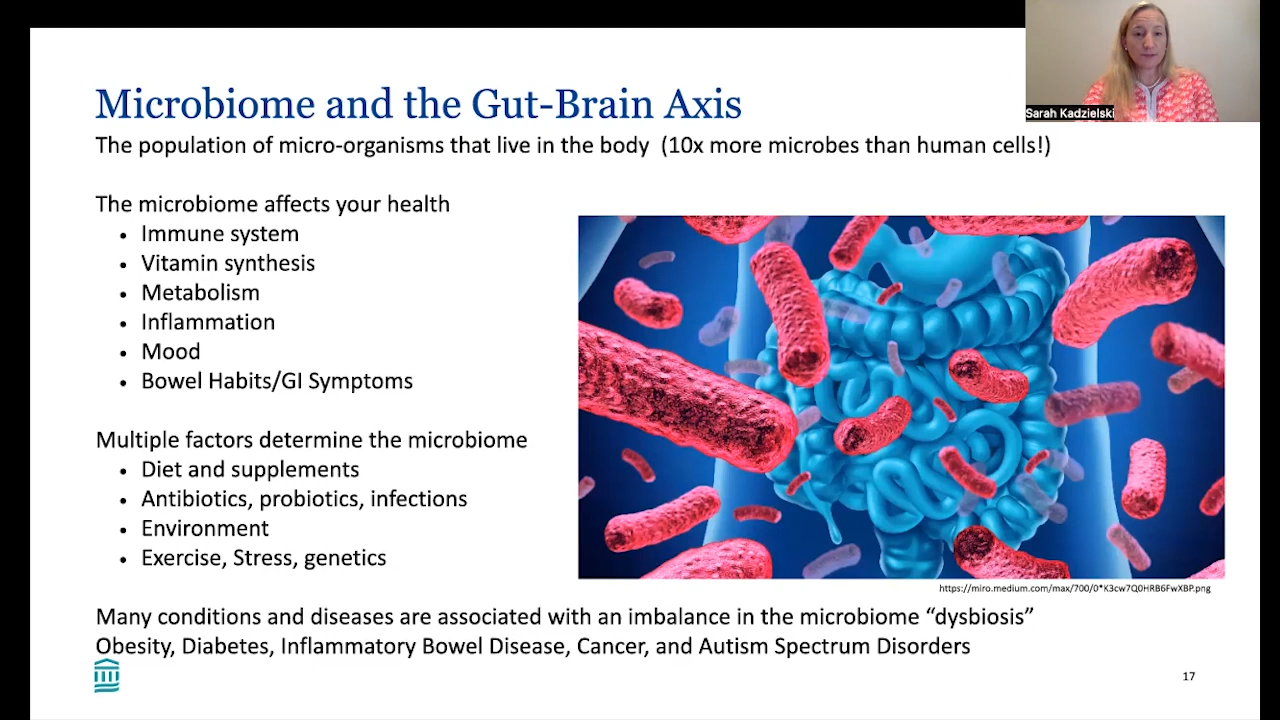 Microbiome and the Gut-Brain Axis
Sarah Kadzielski
The population of micro-organisms that live in the body (10x more microbes than human cells!)
The microbiome affects your health
• Immune system
• Vitamin synthesis
• Metabolism
• Inflammation
• Mood
• Bowel Habits/GI Symptoms
Multiple factors determine the microbiome
• Diet and supplements
• Antibiotics, probiotics, infections
• Environment
• Exercise, Stress, genetics
https://miro.medium.com/max/700/0*K3cw7Q0HRB6FwXBP.png
Many conditions and diseases are associated with an imbalance in the microbiome “dysbiosis”
Obesity, Diabetes, Inflammatory Bowel Disease, Cancer, and Autism Spectrum Disorders
17